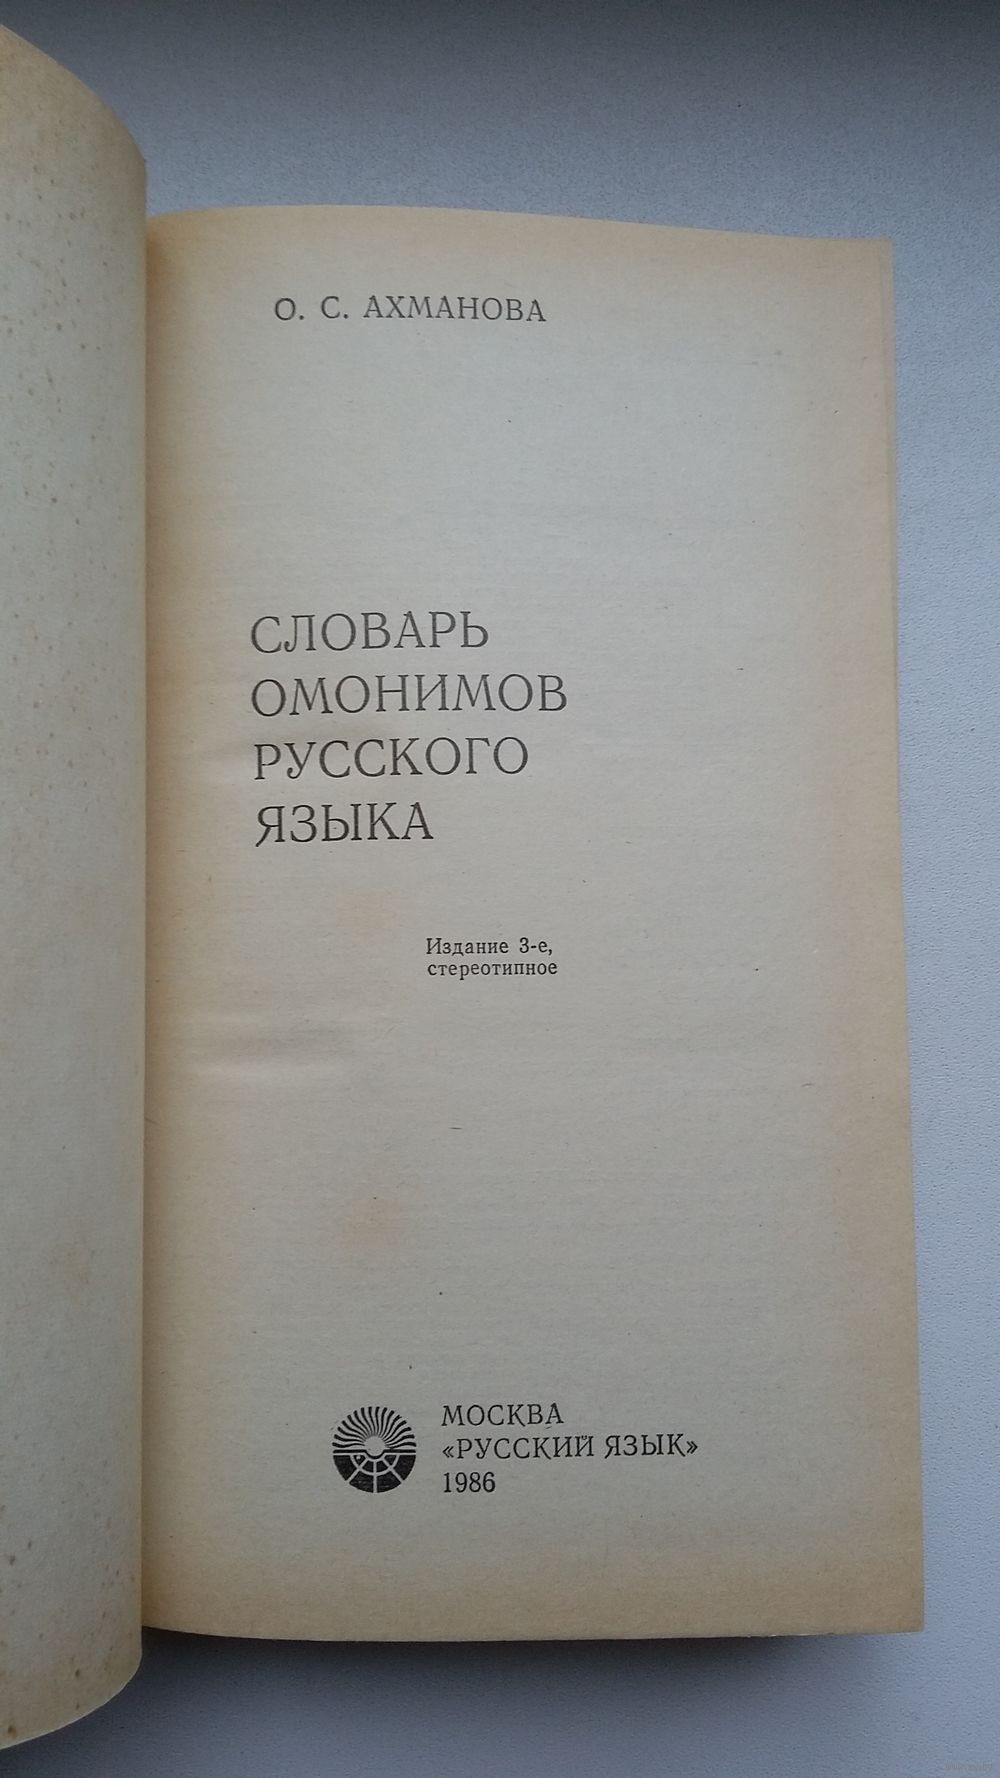 О. С. АХМАНОВА
СЛОВАРЬ
ОМОНИМОВ
РУССКОГО
ЯЗЫКА
Издание 3-е,
стереотипное
МОСКВА
«РУССКИЙ ЯЗЫК»
1986